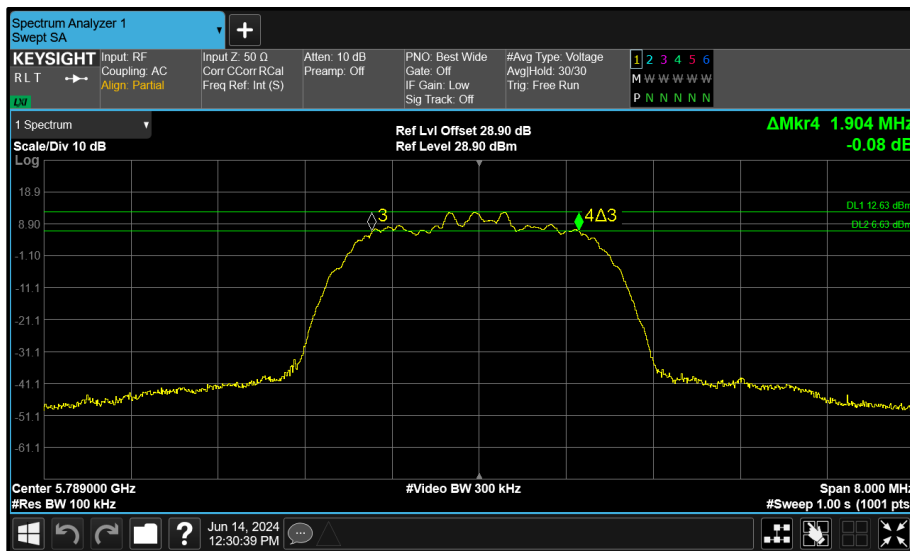 Spectrum Analyzer 1
Swept SA
+
KEYSIGHT
R L T
LXI
Input: RF
Coupling: AC
Align: Partial
Input Z: 50 Ω
Corr CCorr RCal
Freq Ref: Int (S)
Atten: 10 dB
Preamp: Off
PNO: Best Wide
Gate: Off
IF Gain: Low
Sig Track: Off
#Avg Type: Voltage
Avg|Hold: 30/30
Trig: Free Run
1 2 3 4 5 6
M W W W W W
P N N N N N
1 Spectrum
Scale/Div 10 dB
Log
Ref Lvl Offset 28.90 dB
Ref Level 28.90 dBm
ΔMkr4 1.904 MHz
-0.08 dB
18.9
8.90
-1.10
-11.1
-21.1
-31.1
-41.1
-51.1
-61.1
3
4Δ3
DL1 12.63 dBm
DL2 6.63 dBm
Center 5.789000 GHz
#Res BW 100 kHz
#Video BW 300 kHz
Span 8.000 MHz
#Sweep 1.00 s (1001 pts
?
Jun 14, 2024
12:30:39 PM